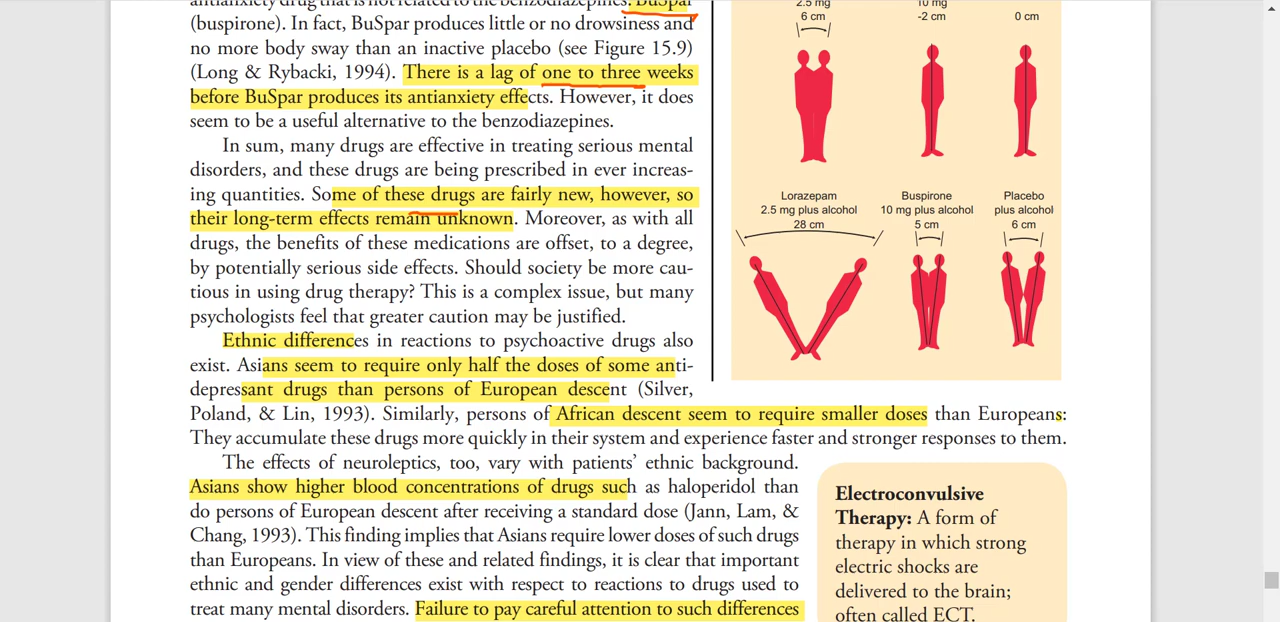 antianxiety drug that is not related to the benzodiazepines. BuSpar
(buspirone). In fact, BuSpar produces little or no drowsiness and
no more body sway than an inactive placebo (see Figure 15.9)
(Long & Rybacki, 1994). There is a lag of one to three weeks
before BuSpar produces its antianxiety effects. However, it does
seem to be a useful alternative to the benzodiazepines.
In sum, many drugs are effective in treating serious mental
disorders, and these drugs are being prescribed in ever increas-
ing quantities. Some of these drugs are fairly new, however, so
their long-term effects remain unknown. Moreover, as with all
drugs, the benefits of these medications are offset, to a degree,
by potentially serious side effects. Should society be more cau-
tious in using drug therapy? This is a complex issue, but many
psychologists feel that greater caution may be justified.
Ethnic differences in reactions to psychoactive drugs also
exist. Asians seem to require only half the doses of some anti-
depressant drugs than persons of European descent (Silver,
Poland, & Lin, 1993). Similarly, persons of African descent seem to require smaller doses than Europeans:
They accumulate these drugs more quickly in their system and experience faster and stronger responses to them.
The effects of neuroleptics, too, vary with patients' ethnic background.
Asians show higher blood concentrations of drugs such as haloperidol than
do persons of European descent after receiving a standard dose (Jann, Lam, &
Chang, 1993). This finding implies that Asians require lower doses of such drugs
than Europeans. In view of these and related findings, it is clear that important
ethnic and gender differences exist with respect to reactions to drugs used to
treat many mental disorders. Failure to pay careful attention to such differences
2.5 mg
6 cm
10 mg
-2 cm
0 cm
Lorazepam
2.5 mg plus alcohol
28 cm
Buspirone
10 mg plus alcohol
5 cm
Placebo
plus alcohol
6 cm
Electroconvulsive
Therapy: A form of
therapy in which strong
electric shocks are
delivered to the brain;
often called ECT.